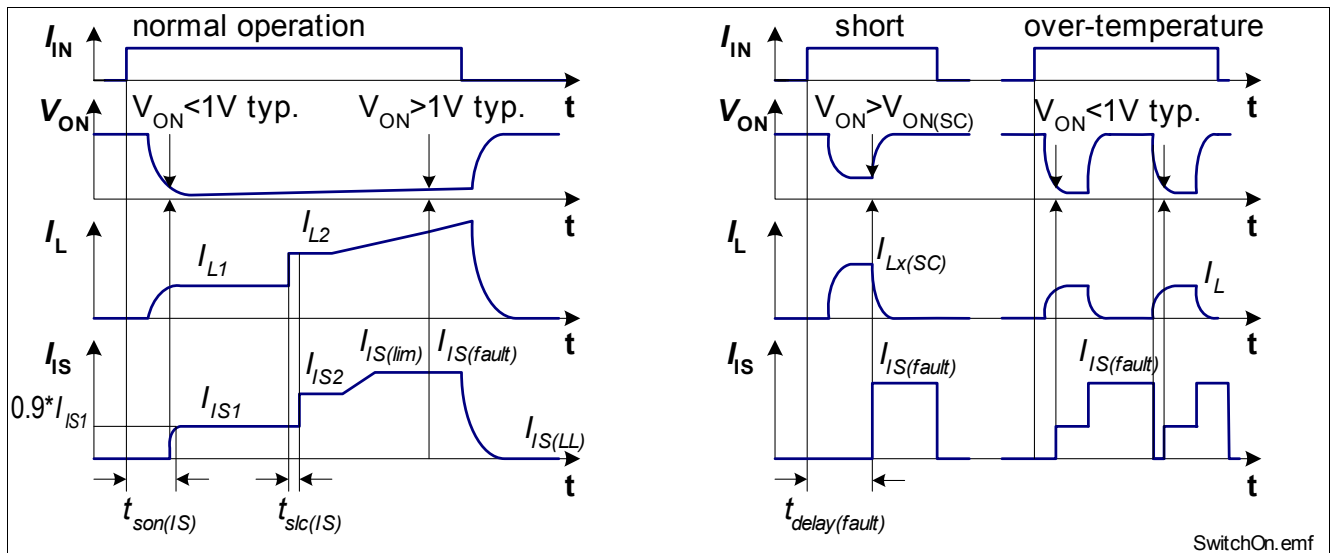 normal operation
short
over-temperature
I_IN
t
I_IN
t
V_ON
V_ON<1V typ.
V_ON>1V typ.
t
V_ON
V_ON>V_ON(SC)
V_ON<1V typ.
t
I_L
I_L1
I_L2
t
I_L
I_Lx(SC)
I_L
t
I_IS
0.9*I_IS1
I_IS1
I_IS2
I_IS(lim)
I_IS(fault)
I_IS(LL)
t
I_IS
I_IS(fault)
I_IS(fault)
t
t_son(IS)
t_slc(IS)
t_delay(fault)
SwitchOn.emf